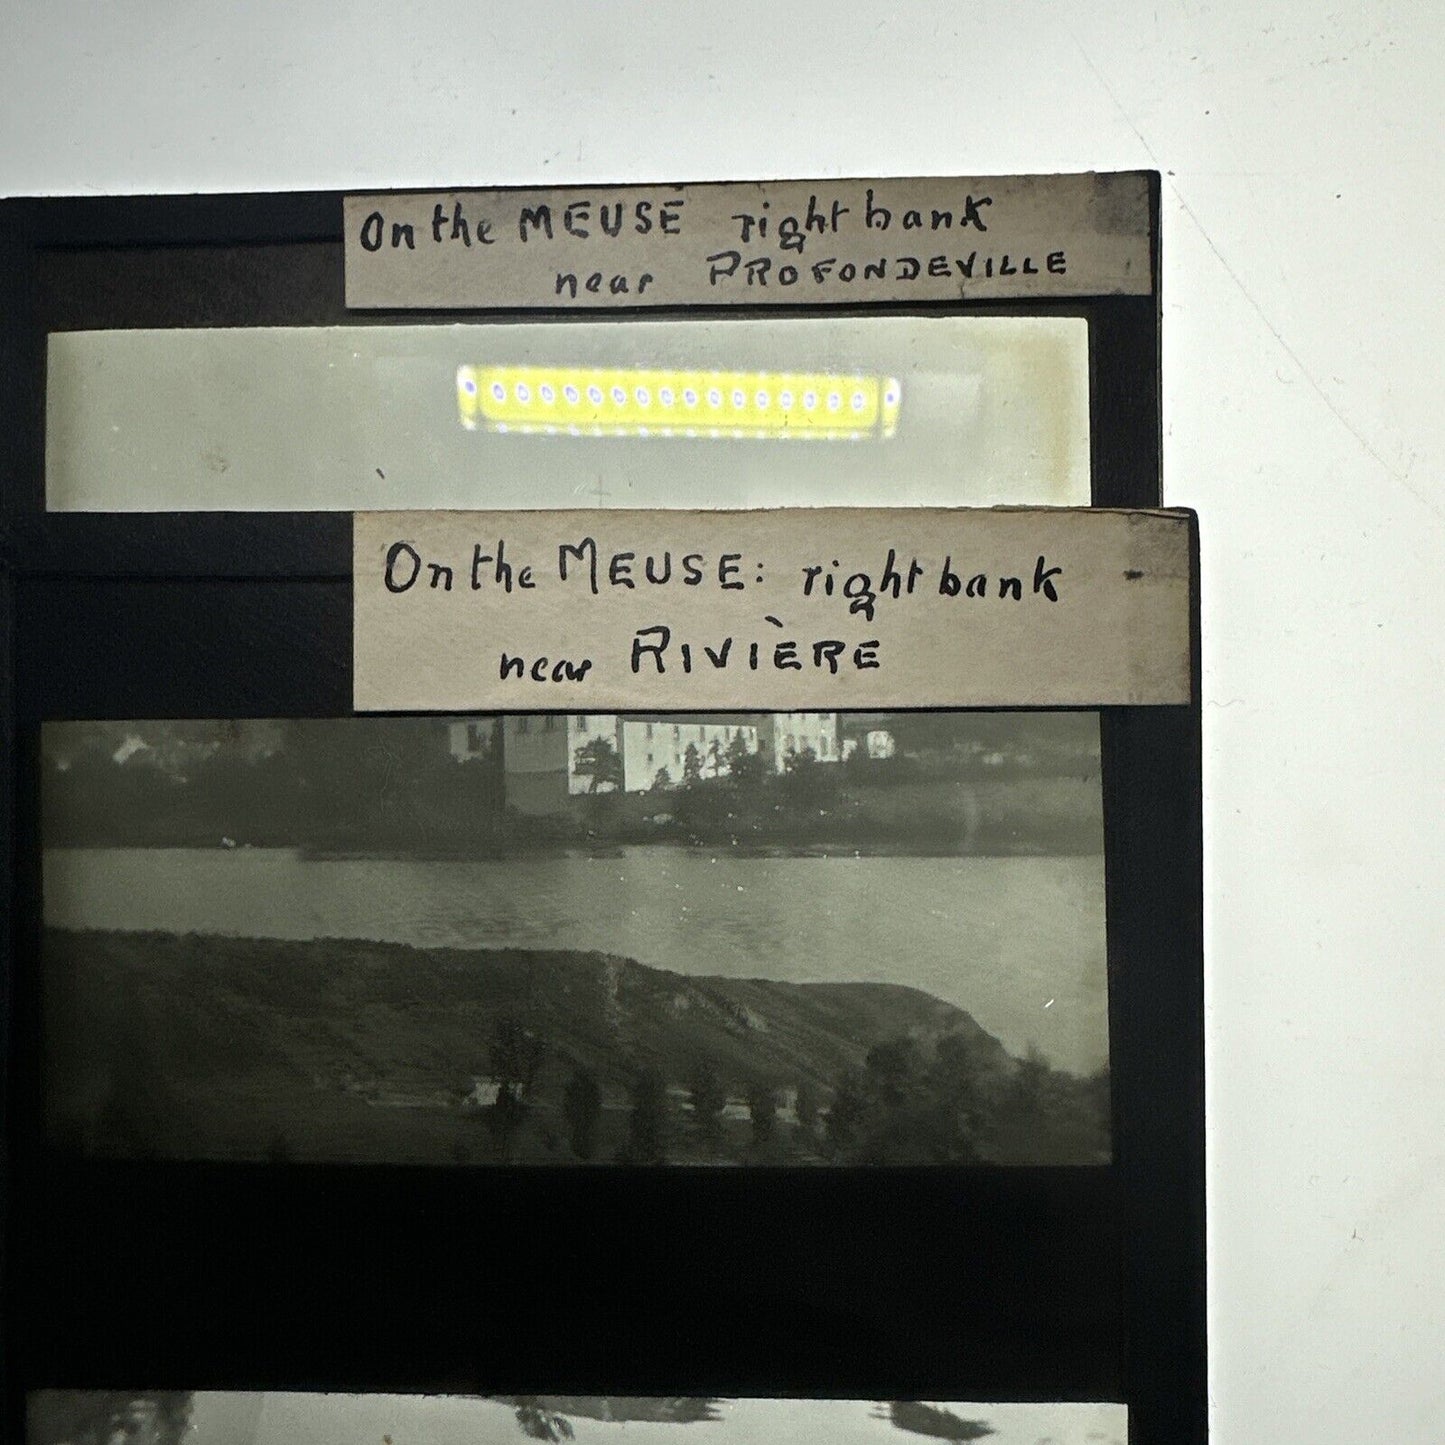 On the MEUSE right bank
near PROFONDEVILLE
On the MEUSE: right bank
near RIVIÈRE